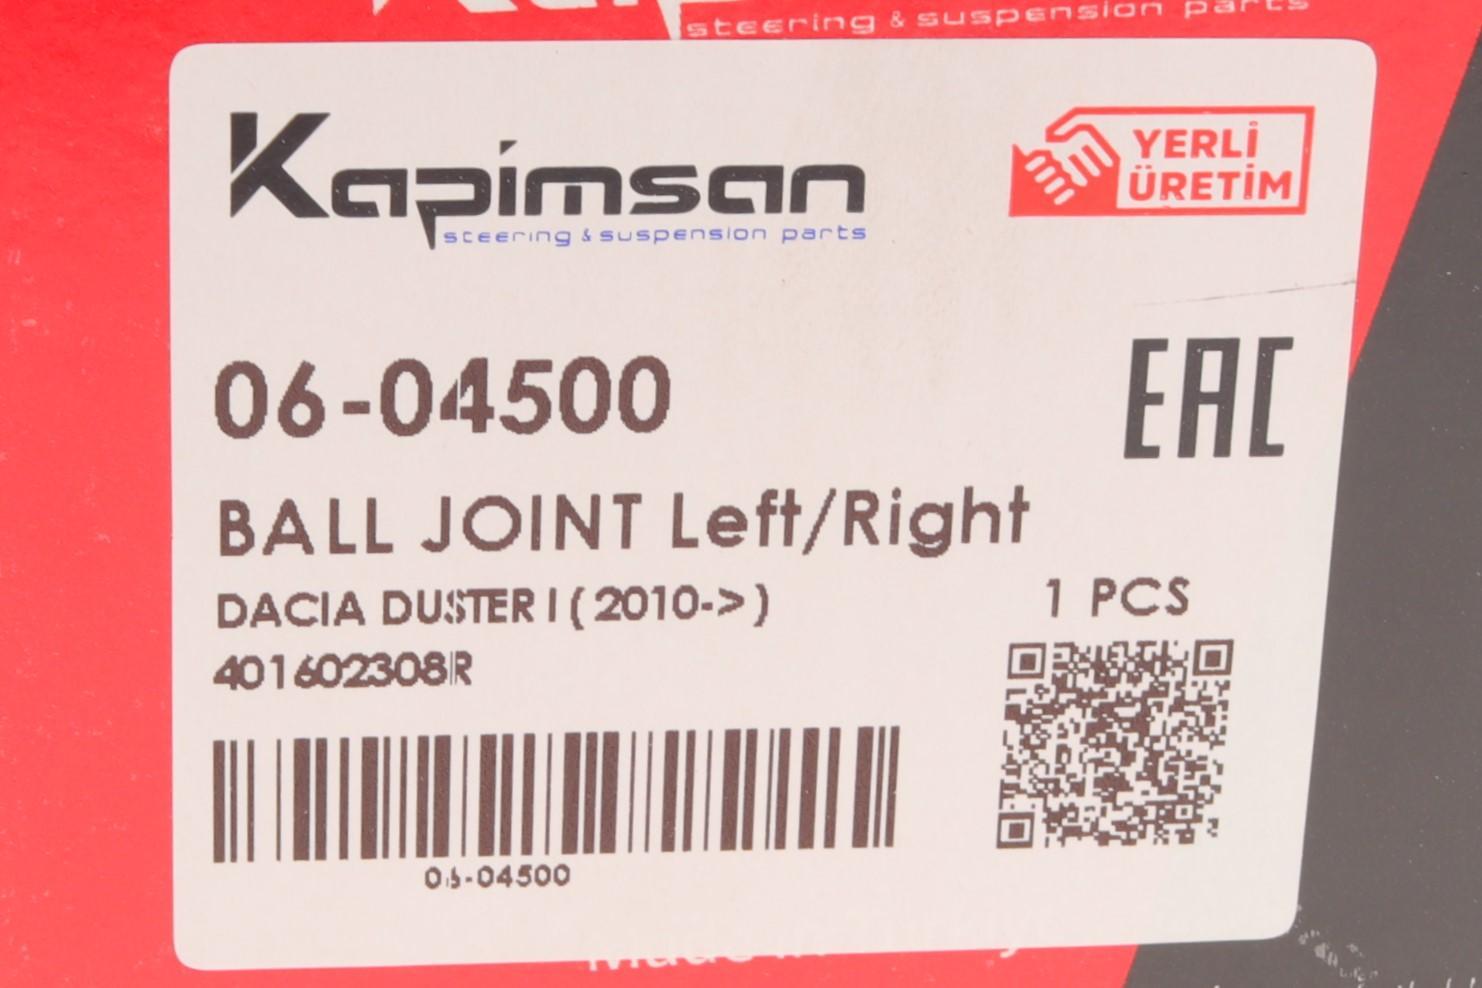 steering & suspension parts
Kapimsan
steering & suspension parts
YERLİ
ÜRETİM
06-04500
EAC
BALL JOINT Left/Right
DACIA DUSTER I ( 2010-> )
1 PCS
401602308R
06-04500